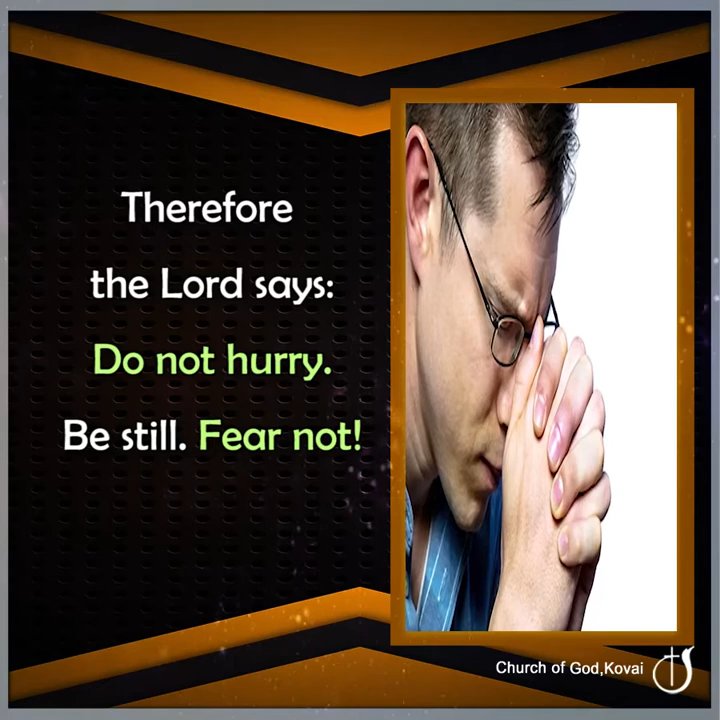 Therefore
the Lord says:
Do not hurry.
Be still. Fear not!
Church of God,Kovai